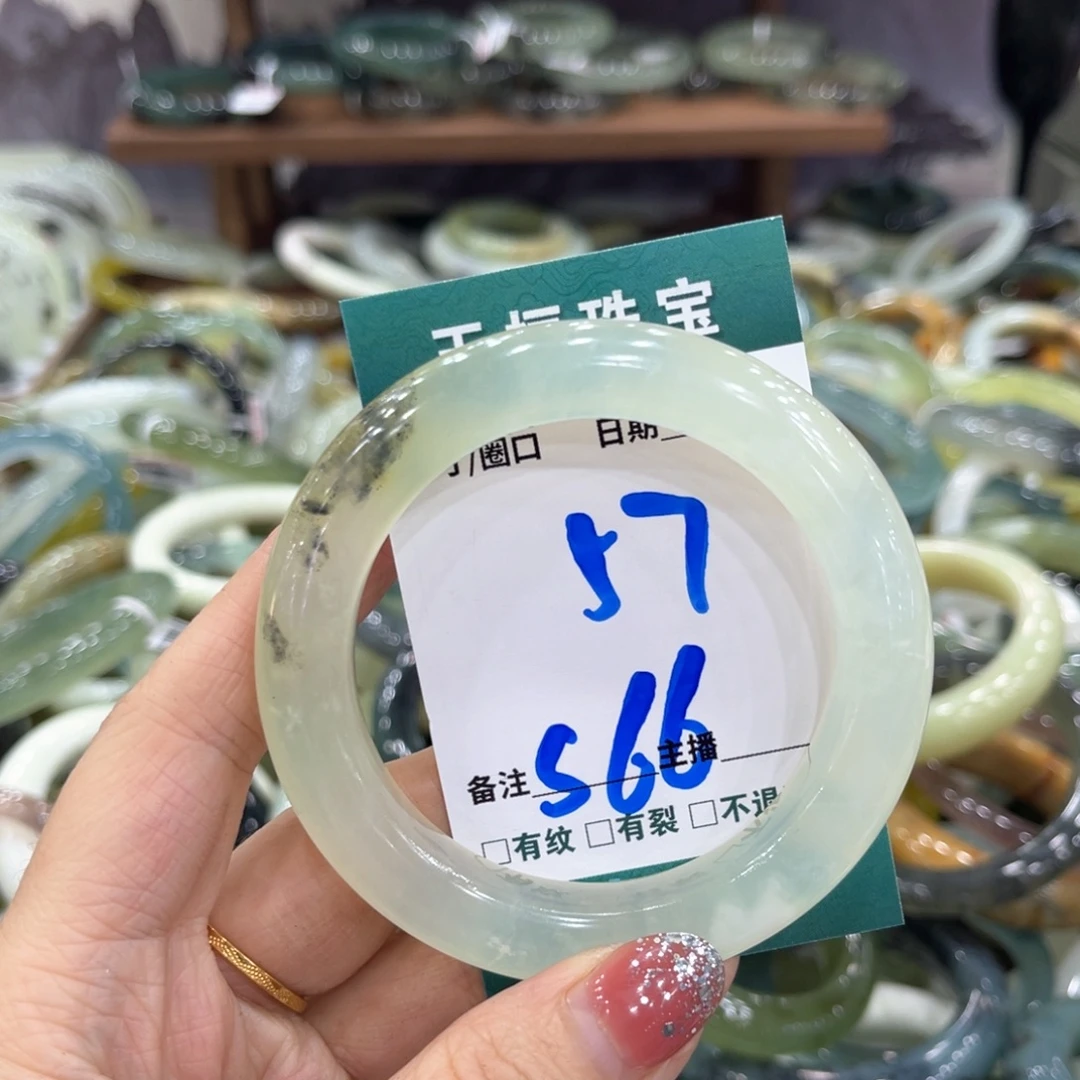 珠宝
/圈口 日期
57
566
备注 主播
□有纹 □有裂 □不退